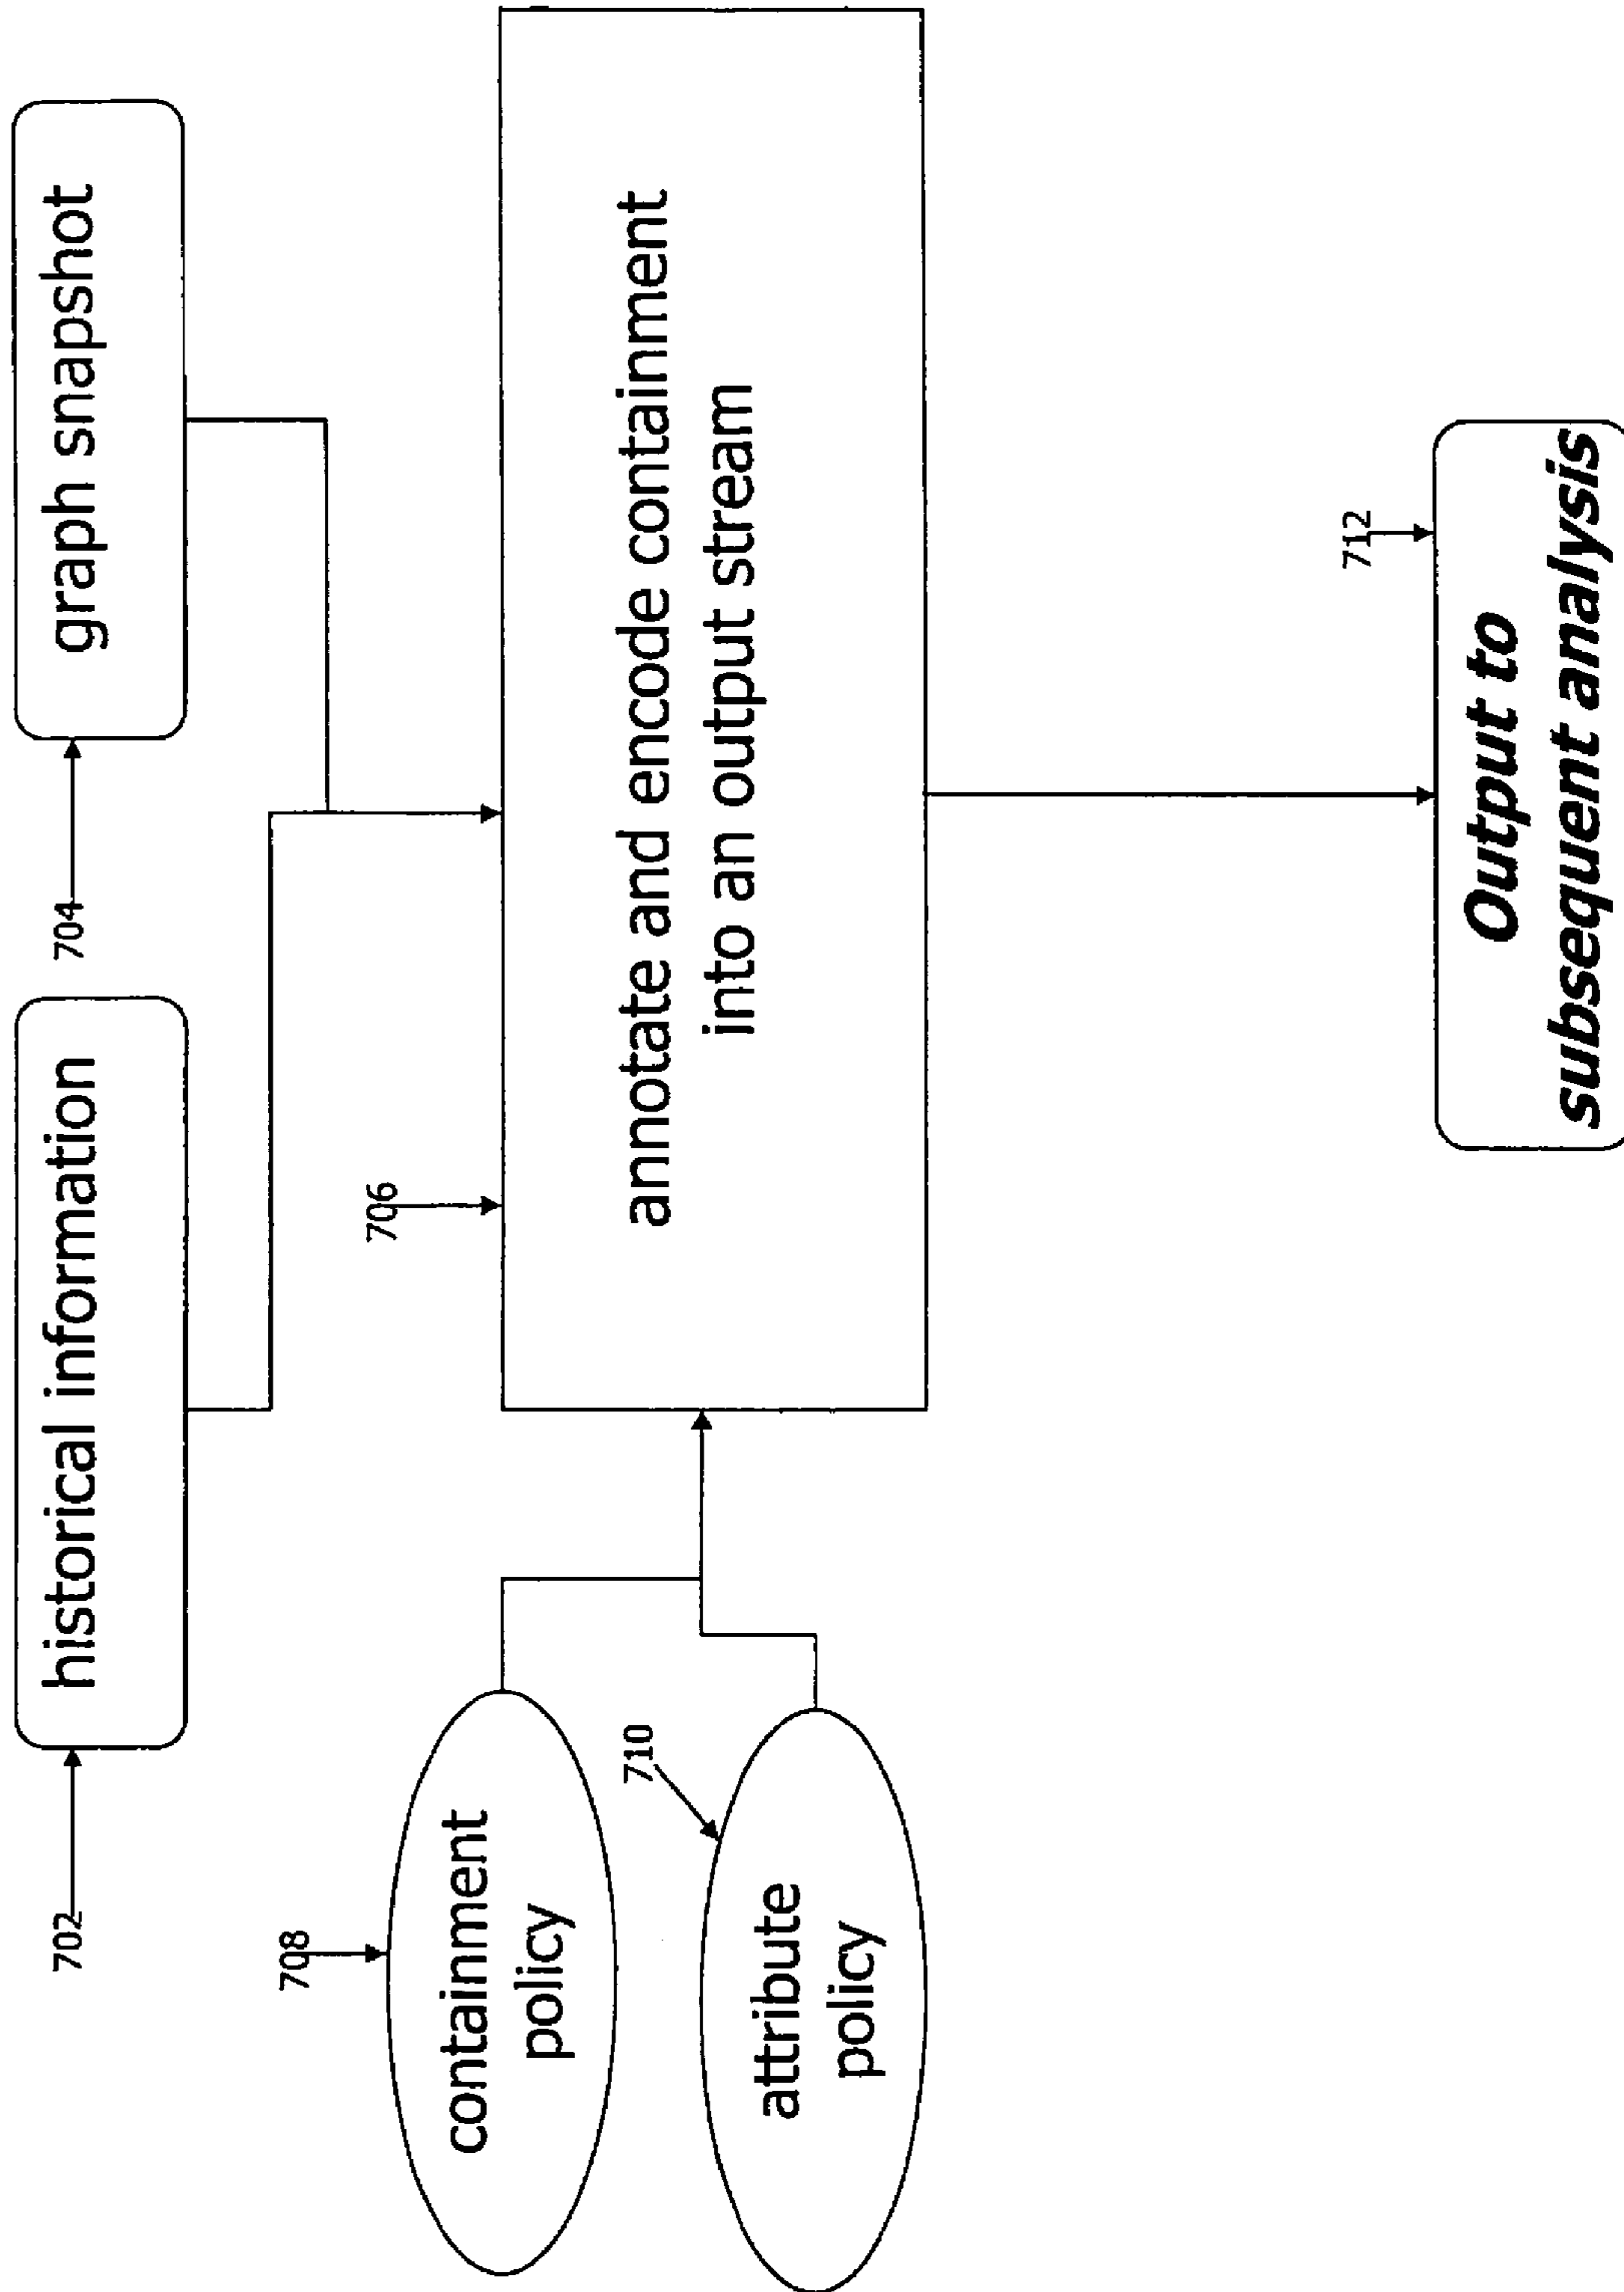 702
historical information
704
graph snapshot
706
annotate and encode containment
into an output stream
708
containment
policy
710
attribute
policy
712
Output to
subsequent analysis